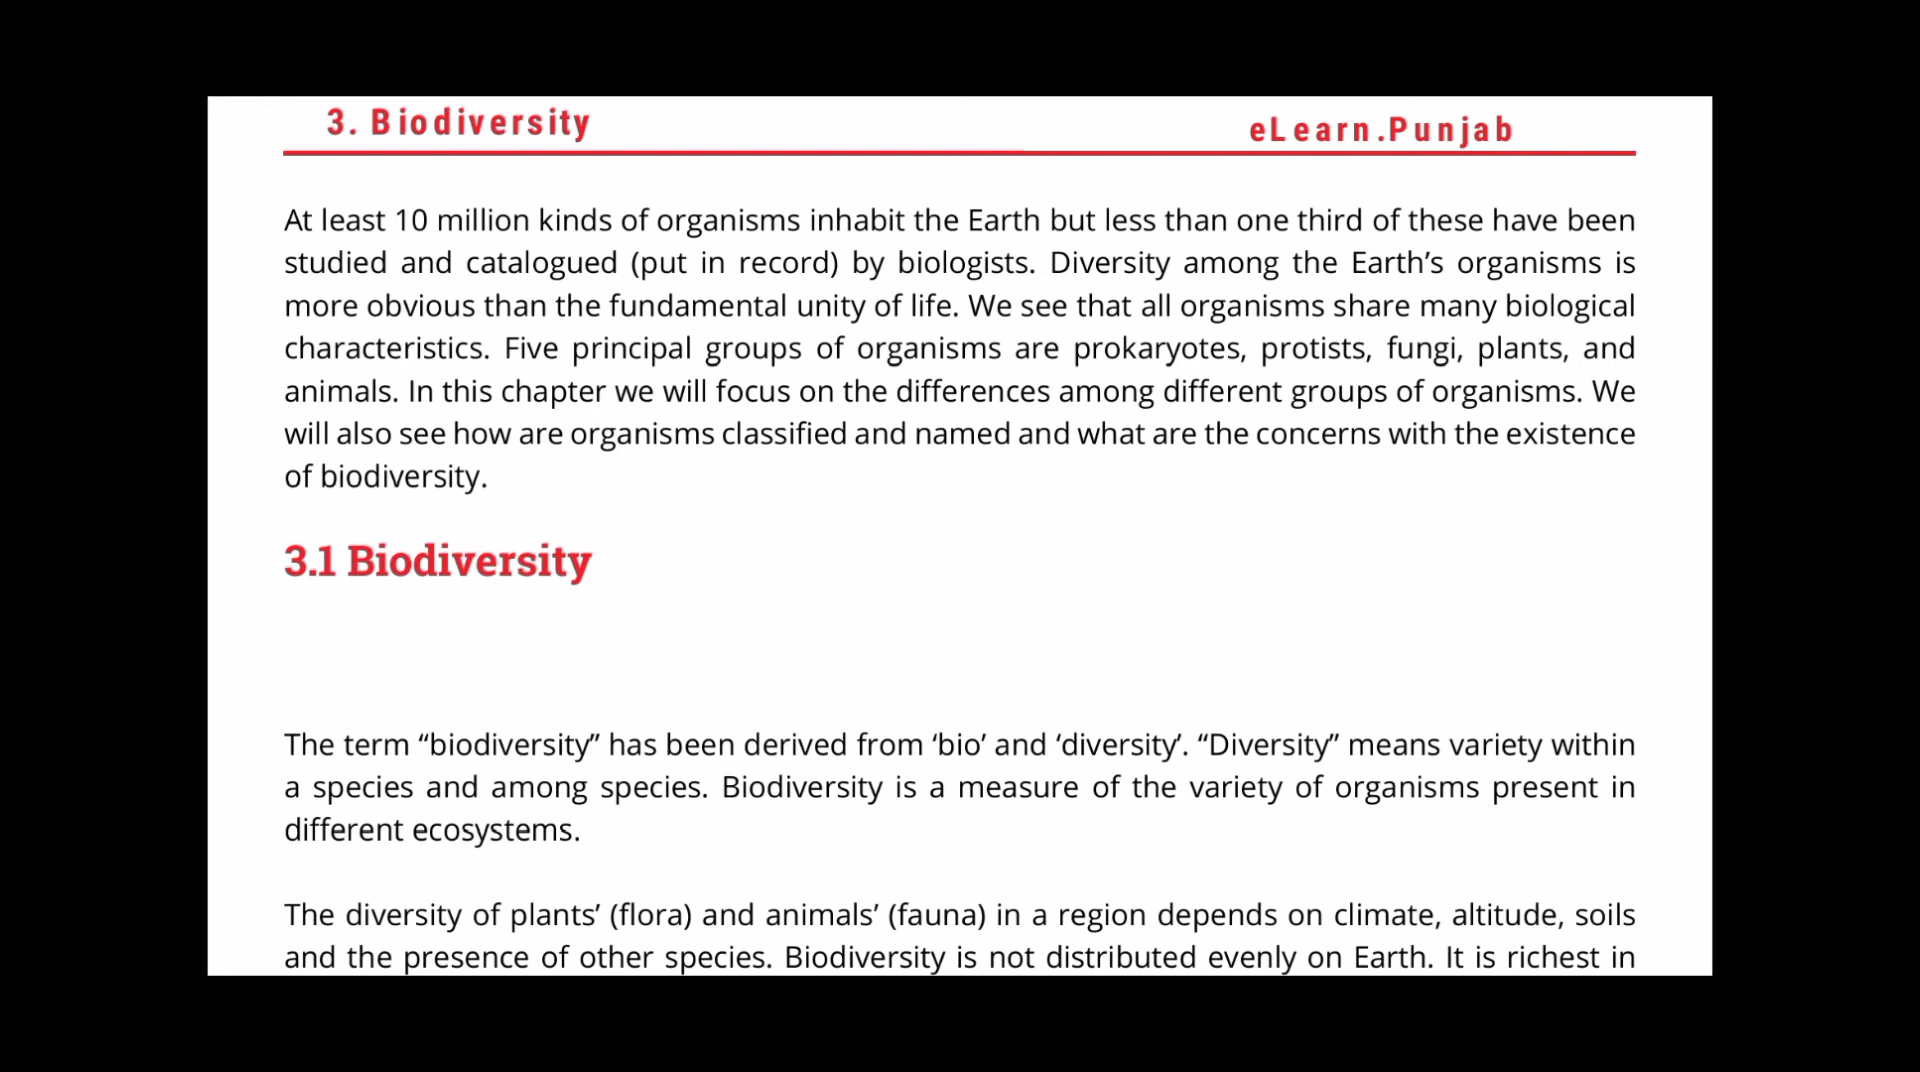 3. Biodiversity
eLearn.Punjab
At least 10 million kinds of organisms inhabit the Earth but less than one third of these have been
studied and catalogued (put in record) by biologists. Diversity among the Earth’s organisms is
more obvious than the fundamental unity of life. We see that all organisms share many biological
characteristics. Five principal groups of organisms are prokaryotes, protists, fungi, plants, and
animals. In this chapter we will focus on the differences among different groups of organisms. We
will also see how are organisms classified and named and what are the concerns with the existence
of biodiversity.
3.1 Biodiversity
The term “biodiversity” has been derived from ‘bio’ and ‘diversity’. “Diversity” means variety within
a species and among species. Biodiversity is a measure of the variety of organisms present in
different ecosystems.
The diversity of plants’ (flora) and animals’ (fauna) in a region depends on climate, altitude, soils
and the presence of other species. Biodiversity is not distributed evenly on Earth. It is richest in